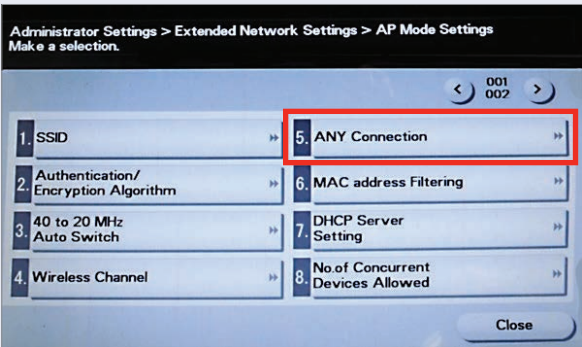 Administrator Settings > Extended Network Settings > AP Mode Settings
Make a selection.
001
002
1. SSID
2. Authentication/
Encryption Algorithm
3. 40 to 20 MHz
Auto Switch
4. Wireless Channel
5. ANY Connection
6. MAC address Filtering
7. DHCP Server
Setting
8. No.of Concurrent
Devices Allowed
Close